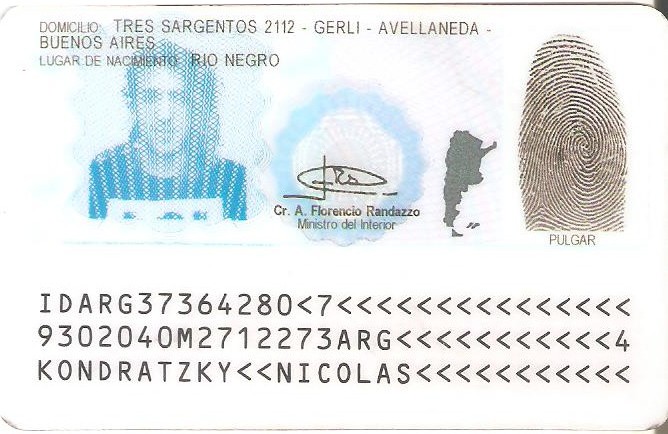 DOMICILIO: TRES SARGENTOS 2112 - GERLI - AVELLANEDA -
BUENOS AIRES
LUGAR DE NACIMIENTO: RIO NEGRO
Cr. A. Florencio Randazzo
Ministro del Interior
PULGAR
IDARG37364280<7<<<<<<<<<<<<<<<
9302040M2712273ARG<<<<<<<<<<<4
KONDRATZKY<<NICOLAS<<<<<<<<<<<